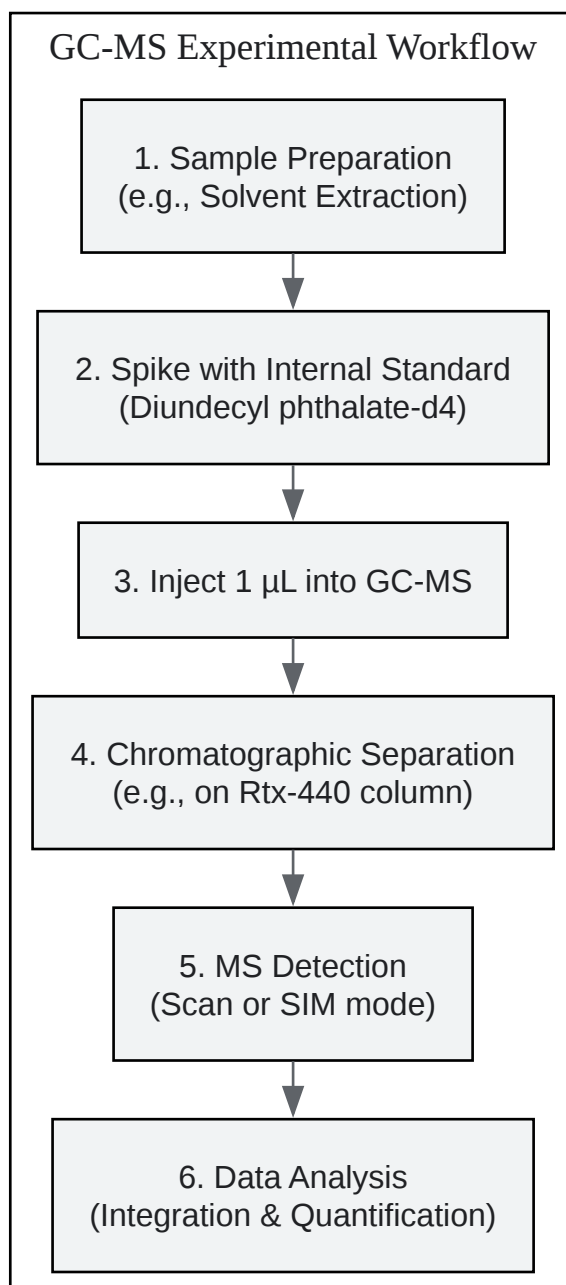 GC-MS Experimental Workflow
1. Sample Preparation
(e.g., Solvent Extraction)
2. Spike with Internal Standard
(Diundecyl phthalate-d4)
3. Inject 1 µL into GC-MS
4. Chromatographic Separation
(e.g., on Rtx-440 column)
5. MS Detection
(Scan or SIM mode)
6. Data Analysis
(Integration & Quantification)